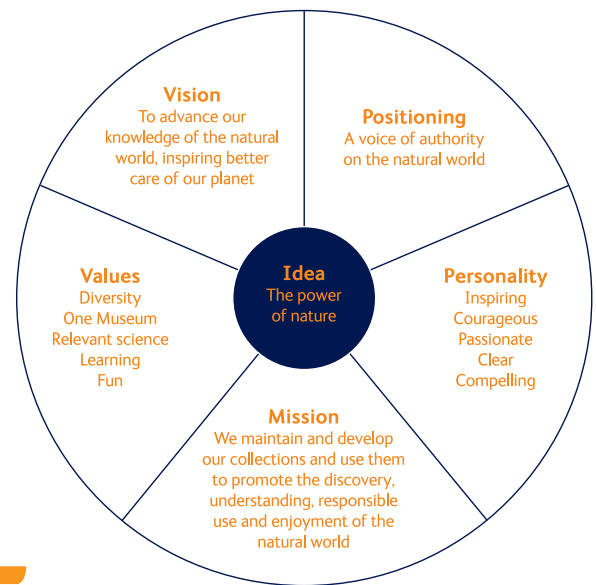 Vision
To advance our
knowledge of the natural
world, inspiring better
care of our planet
Positioning
A voice of authority
on the natural world
Values
Diversity
One Museum
Relevant science
Learning
Fun
Idea
The power
of nature
Personality
Inspiring
Courageous
Passionate
Clear
Compelling
Mission
We maintain and develop
our collections and use them
to promote the discovery,
understanding, responsible
use and enjoyment of the
natural world